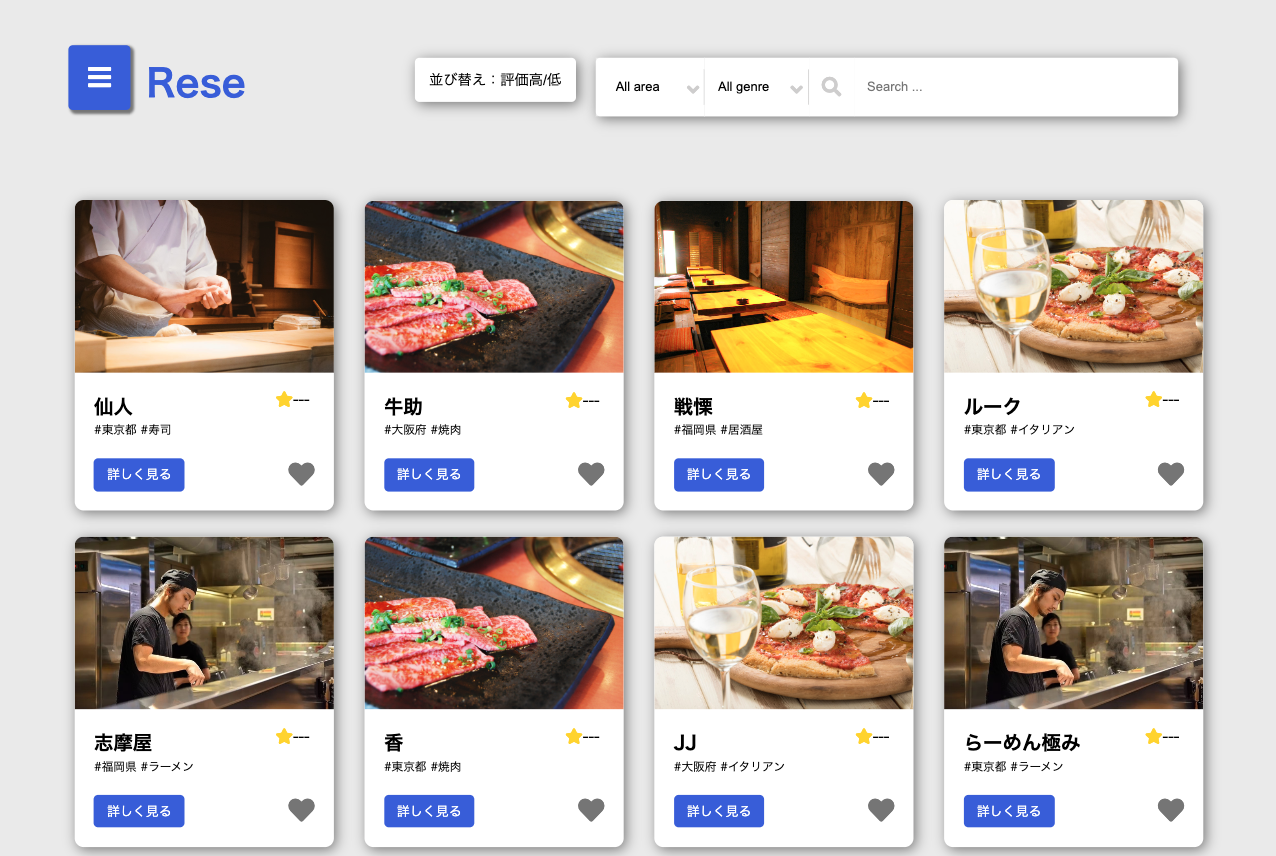 Rese
並び替え：評価高/低
All area
All genre
Search ...
仙人
---
#東京都 #寿司
詳しく見る
牛助
---
#大阪府 #焼肉
詳しく見る
戦慄
---
#福岡県 #居酒屋
詳しく見る
ルーク
---
#東京都 #イタリアン
詳しく見る
志摩屋
---
#福岡県 #ラーメン
詳しく見る
香
---
#東京都 #焼肉
詳しく見る
JJ
---
#大阪府 #イタリアン
詳しく見る
らーめん極み
---
#東京都 #ラーメン
詳しく見る